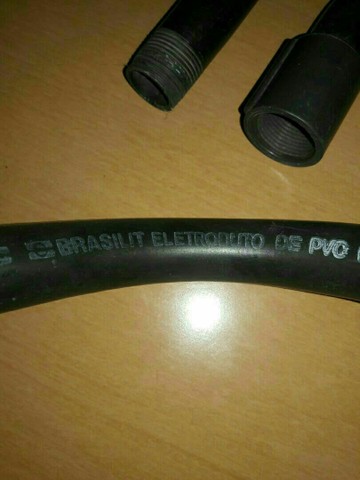 BRASILIT ELETRODUTO DE PVC